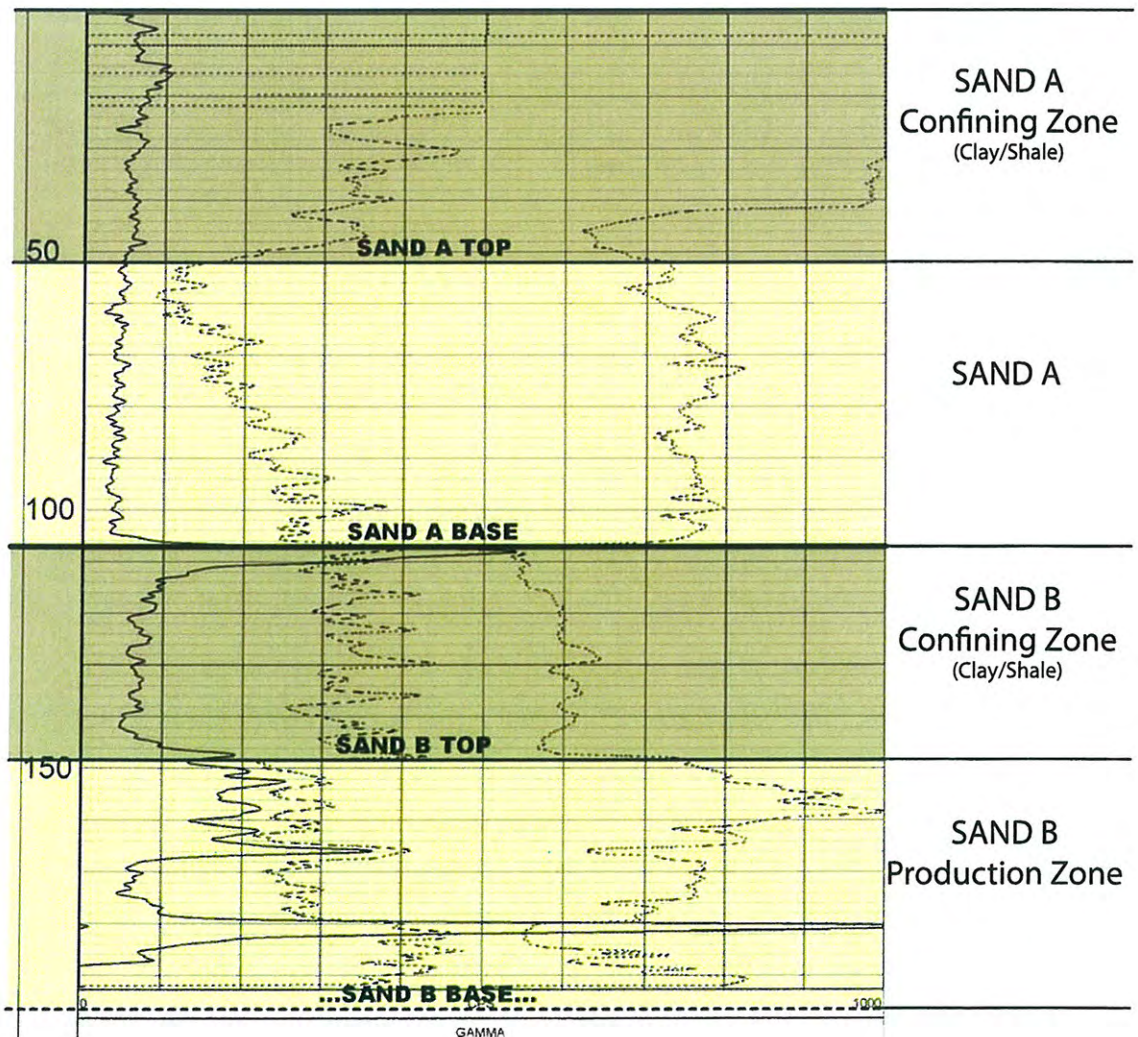 SAND A
Confining Zone
(Clay/Shale)
50
SAND A TOP
SAND A
100
SAND A BASE
SAND B
Confining Zone
(Clay/Shale)
SAND B TOP
150
SAND B
Production Zone
...SAND B BASE...
0
CPS
1000
GAMMA